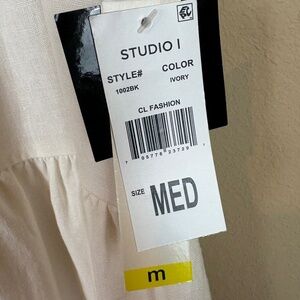 STUDIO I
STYLE# COLOR
1002BK IVORY
CL FASHION
SIZE MED
m